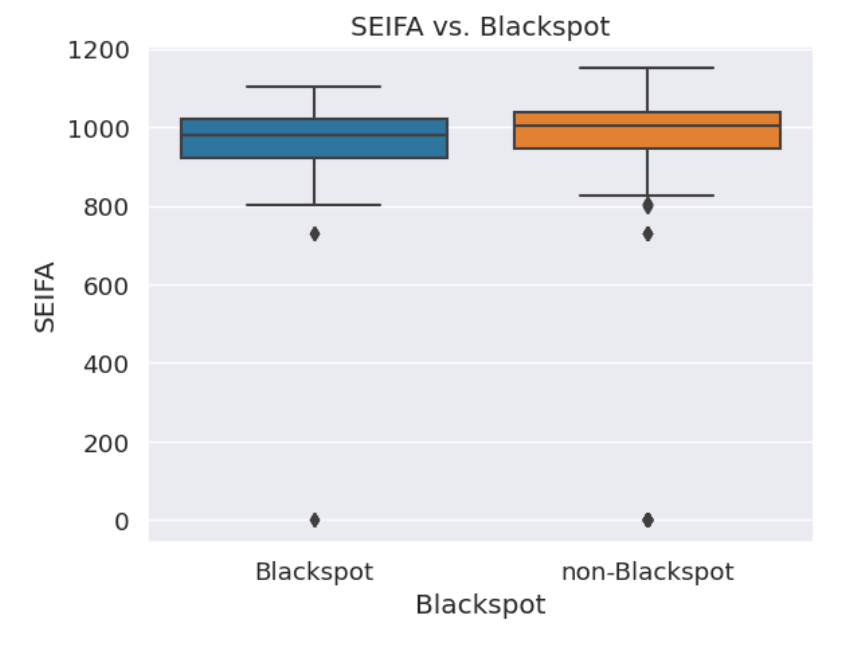 SEIFA vs. Blackspot
1200
1000
800
600
400
200
0
SEIFA
Blackspot
non-Blackspot
Blackspot